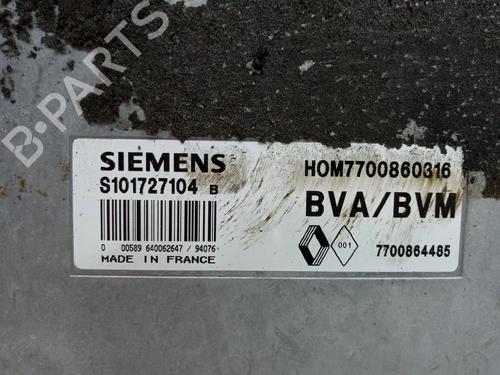 B-PARTS
SIEMENS
S101727104 B
0 00589 640062647 / 94076
MADE IN FRANCE
HOM7700860316
BVA/BVM
001
7700864485